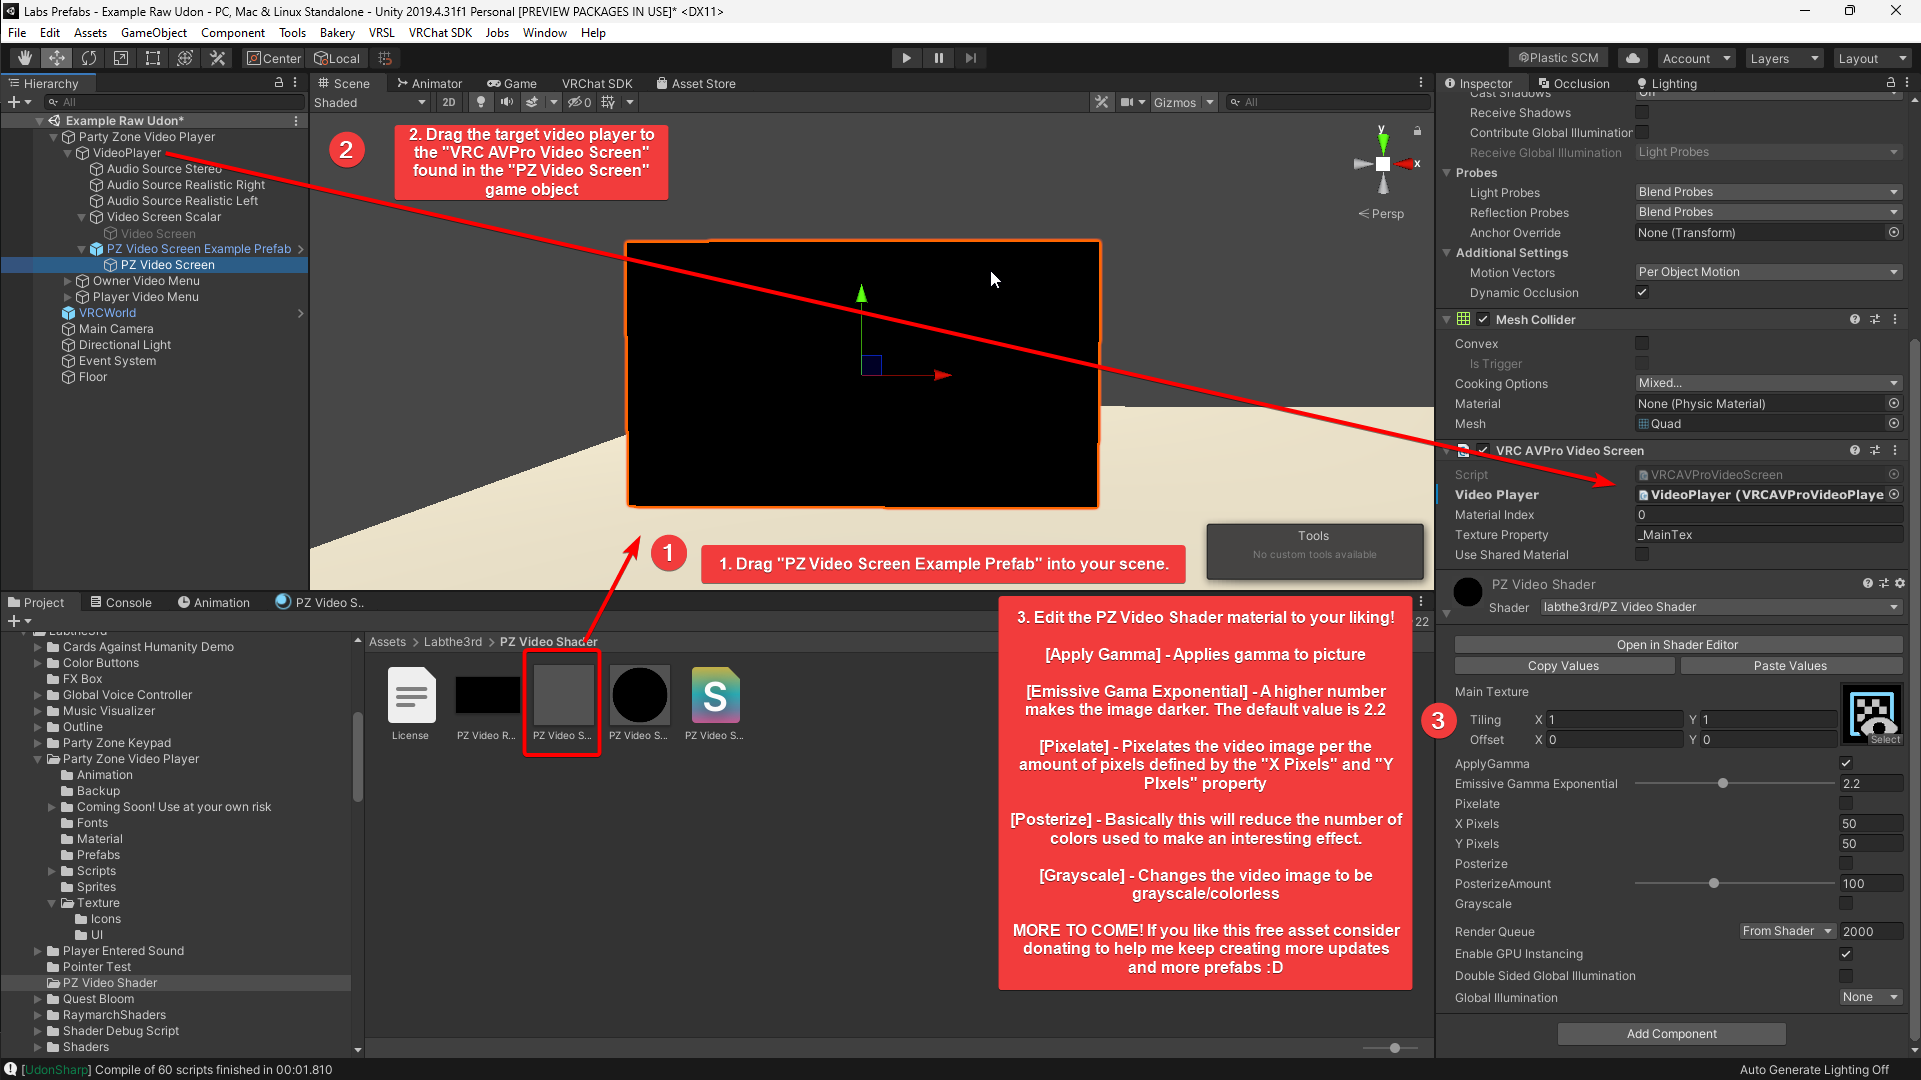 Labs Prefabs - Example Raw Udon - PC, Mac & Linux Standalone - Unity 2019.4.31f1 Personal [PREVIEW PACKAGES IN USE]* <DX11>
File Edit Assets GameObject Component Tools Bakery VRSL VRChat SDK Jobs Window Help
Center Local Plastic SCM Account Layers Layout
Hierarchy
All
Example Raw Udon*
Party Zone Video Player
VideoPlayer
Audio Source Stereo
Audio Source Realistic Right
Audio Source Realistic Left
Video Screen Scalar
Video Screen
PZ Video Screen Example Prefab
PZ Video Screen
Owner Video Menu
Player Video Menu
VRCWorld
Main Camera
Directional Light
Event System
Floor
Scene Animator Game VRChat SDK Asset Store
Shaded 2D 0 Gizmos All
2
2. Drag the target video player to
the "VRC AVPro Video Screen"
found in the "PZ Video Screen"
game object
y
x
Persp
1
1. Drag "PZ Video Screen Example Prefab" into your scene.
Tools
No custom tools available
Project Console Animation PZ Video S..
22
Labthe3rd
Cards Against Humanity Demo
Color Buttons
FX Box
Global Voice Controller
Music Visualizer
Outline
Party Zone Keypad
Party Zone Video Player
Animation
Backup
Coming Soon! Use at your own risk
Fonts
Material
Prefabs
Scripts
Sprites
Texture
Icons
UI
Player Entered Sound
Pointer Test
PZ Video Shader
Quest Bloom
RaymarchShaders
Shader Debug Script
Shaders
Assets > Labthe3rd > PZ Video Shader
S
License PZ Video R... PZ Video S... PZ Video S... PZ Video S...
3. Edit the PZ Video Shader material to your liking!
[Apply Gamma] - Applies gamma to picture
[Emissive Gama Exponential] - A higher number
makes the image darker. The default value is 2.2
[Pixelate] - Pixelates the video image per the
amount of pixels defined by the "X Pixels" and "Y
PIxels" property
[Posterize] - Basically this will reduce the number of
colors used to make an interesting effect.
[Grayscale] - Changes the video image to be
grayscale/colorless
MORE TO COME! If you like this free asset consider
donating to help me keep creating more updates
and more prefabs :D
3
Inspector Occlusion Lighting
Cast Shadows Off
Receive Shadows
Contribute Global Illumination
Receive Global Illumination Light Probes
Probes
Light Probes Blend Probes
Reflection Probes Blend Probes
Anchor Override None (Transform)
Additional Settings
Motion Vectors Per Object Motion
Dynamic Occlusion
Mesh Collider
Convex
Is Trigger
Cooking Options Mixed...
Material None (Physic Material)
Mesh Quad
VRC AVPro Video Screen
Script VRCAVProVideoScreen
Video Player VideoPlayer (VRCAVProVideoPlaye
Material Index 0
Texture Property _MainTex
Use Shared Material
PZ Video Shader
Shader labthe3rd/PZ Video Shader
Open in Shader Editor
Copy Values Paste Values
Main Texture
Tiling X 1 Y 1
Offset X 0 Y 0
Select
ApplyGamma
Emissive Gamma Exponential 2.2
Pixelate
X Pixels 50
Y Pixels 50
Posterize
PosterizeAmount 100
Grayscale
Render Queue From Shader 2000
Enable GPU Instancing
Double Sided Global Illumination
Global Illumination None
Add Component
[UdonSharp] Compile of 60 scripts finished in 00:01.810
Auto Generate Lighting Off